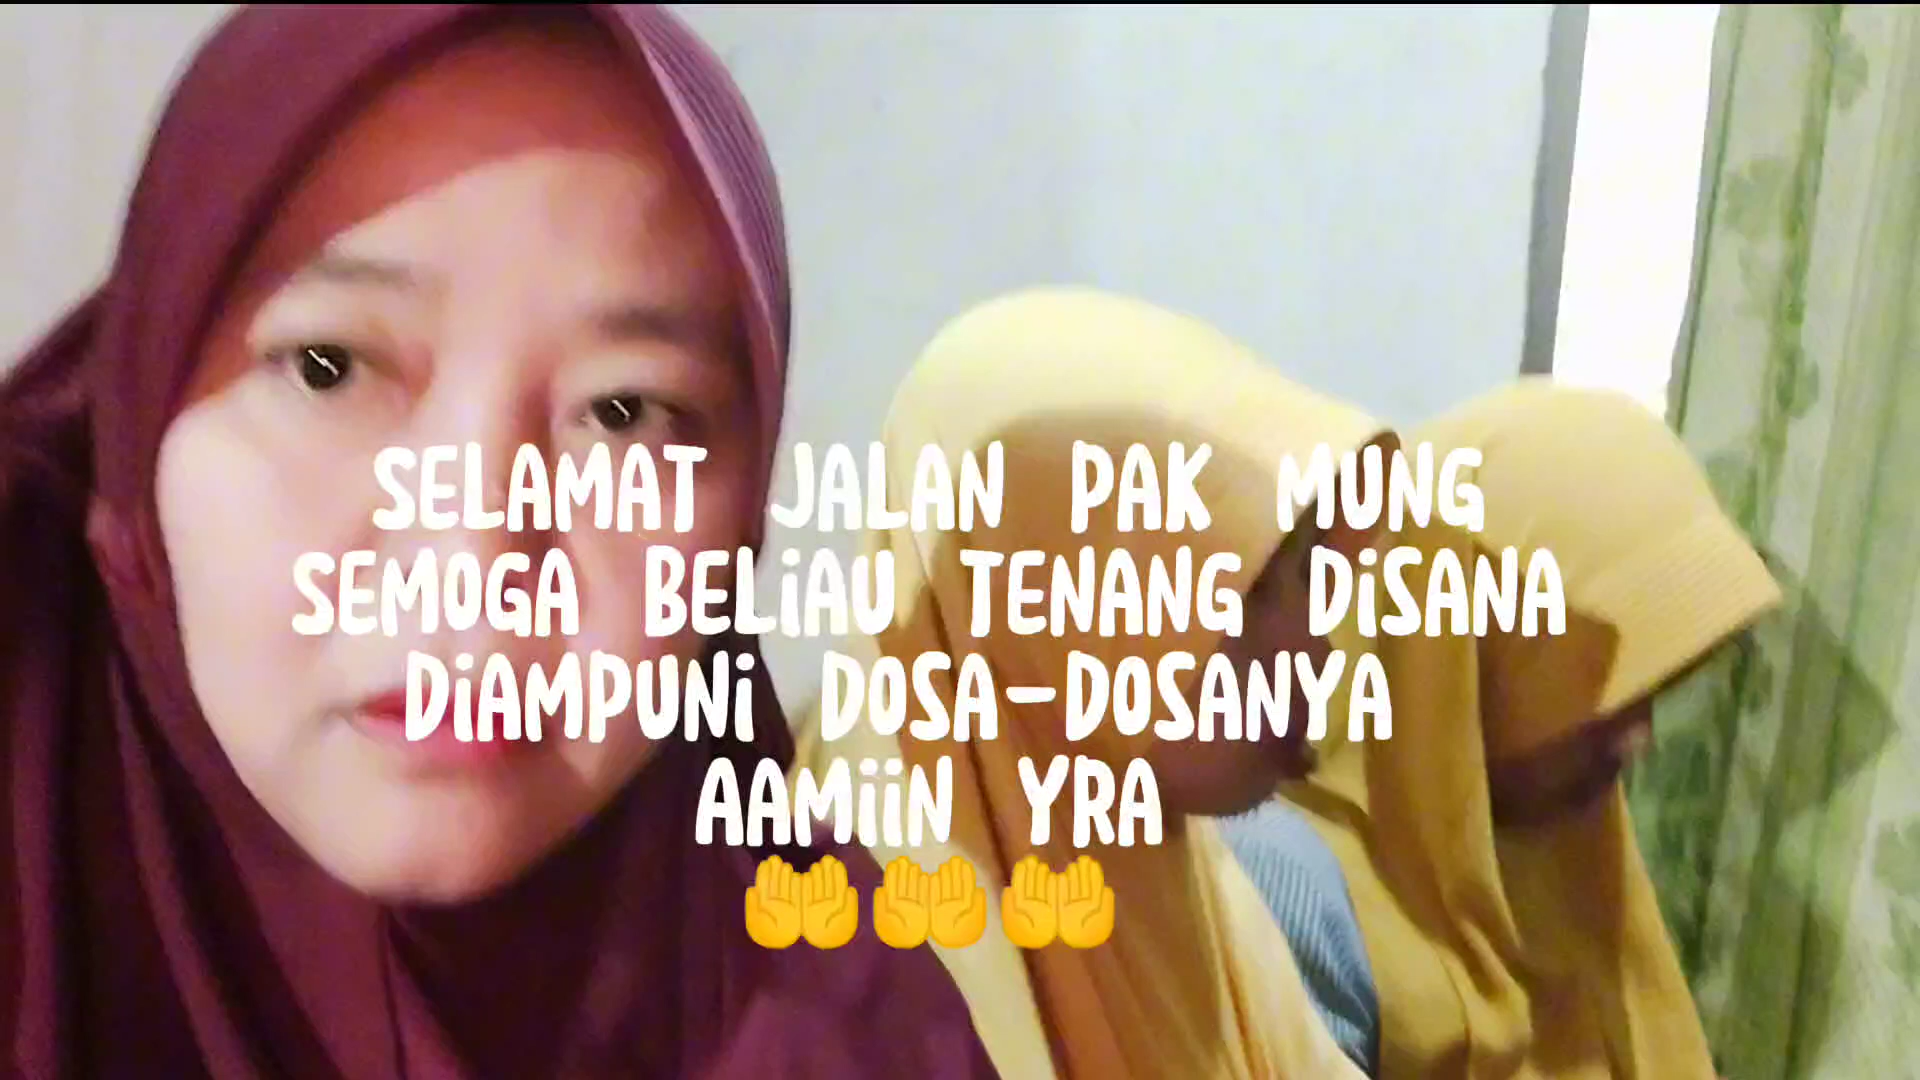 SELAMAT JALAN PAK MUNG
SEMOGA BELiAU TENANG DiSANA
DiAMPUNi DOSA-DOSANYA
AAMiiN YRA
🤲🤲🤲